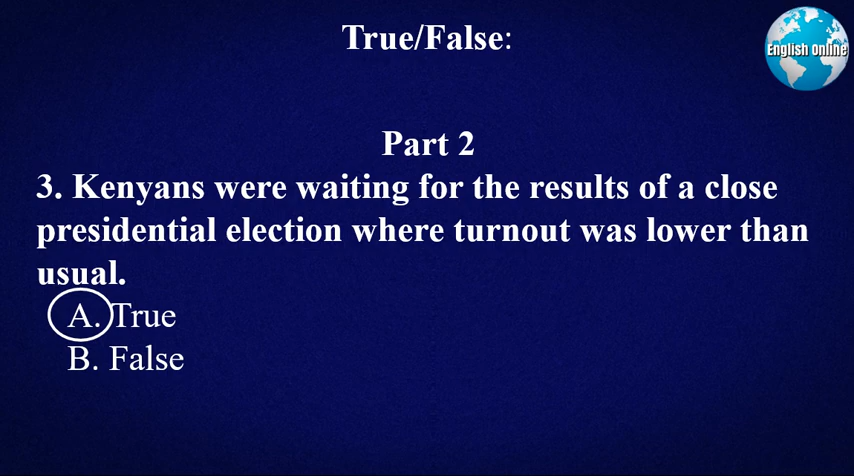 True/False:
English Online
Part 2
3. Kenyans were waiting for the results of a close
presidential election where turnout was lower than
usual.
A. True
B. False